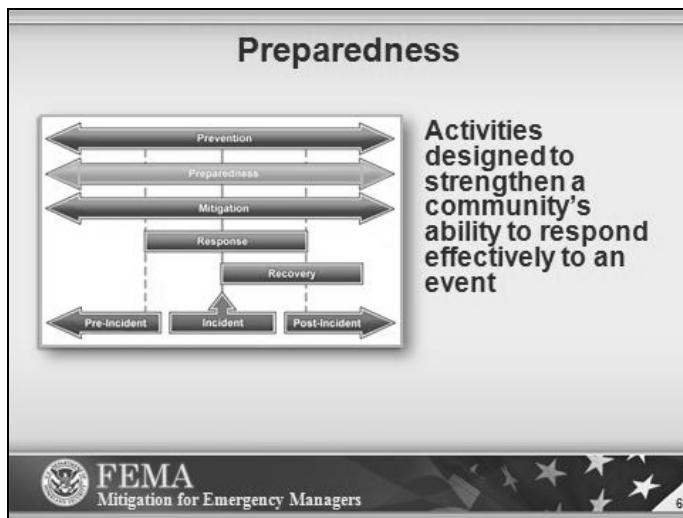 Preparedness
Prevention
Preparedness
Mitigation
Response
Recovery
Pre-Incident
Incident
Post-Incident
Activities
designed to
strengthen a
community's
ability to respond
effectively to an
event
FEMA
Mitigation for Emergency Managers
6